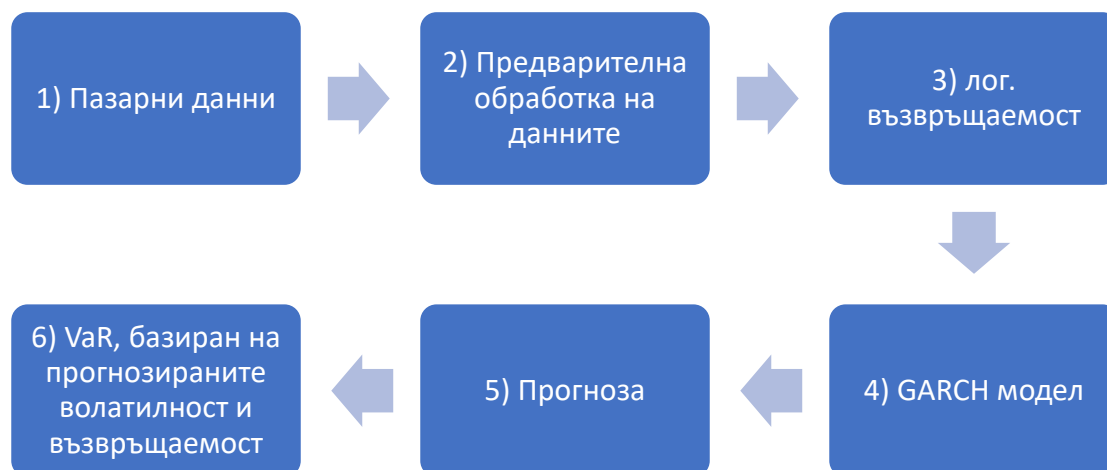 1) Пазарни данни
2) Предварителна
обработка на
данните
3) лог.
възвръщаемост
4) GARCH модел
5) Прогноза
6) VaR, базиран на
прогнозираните
волатилност и
възвръщаемост